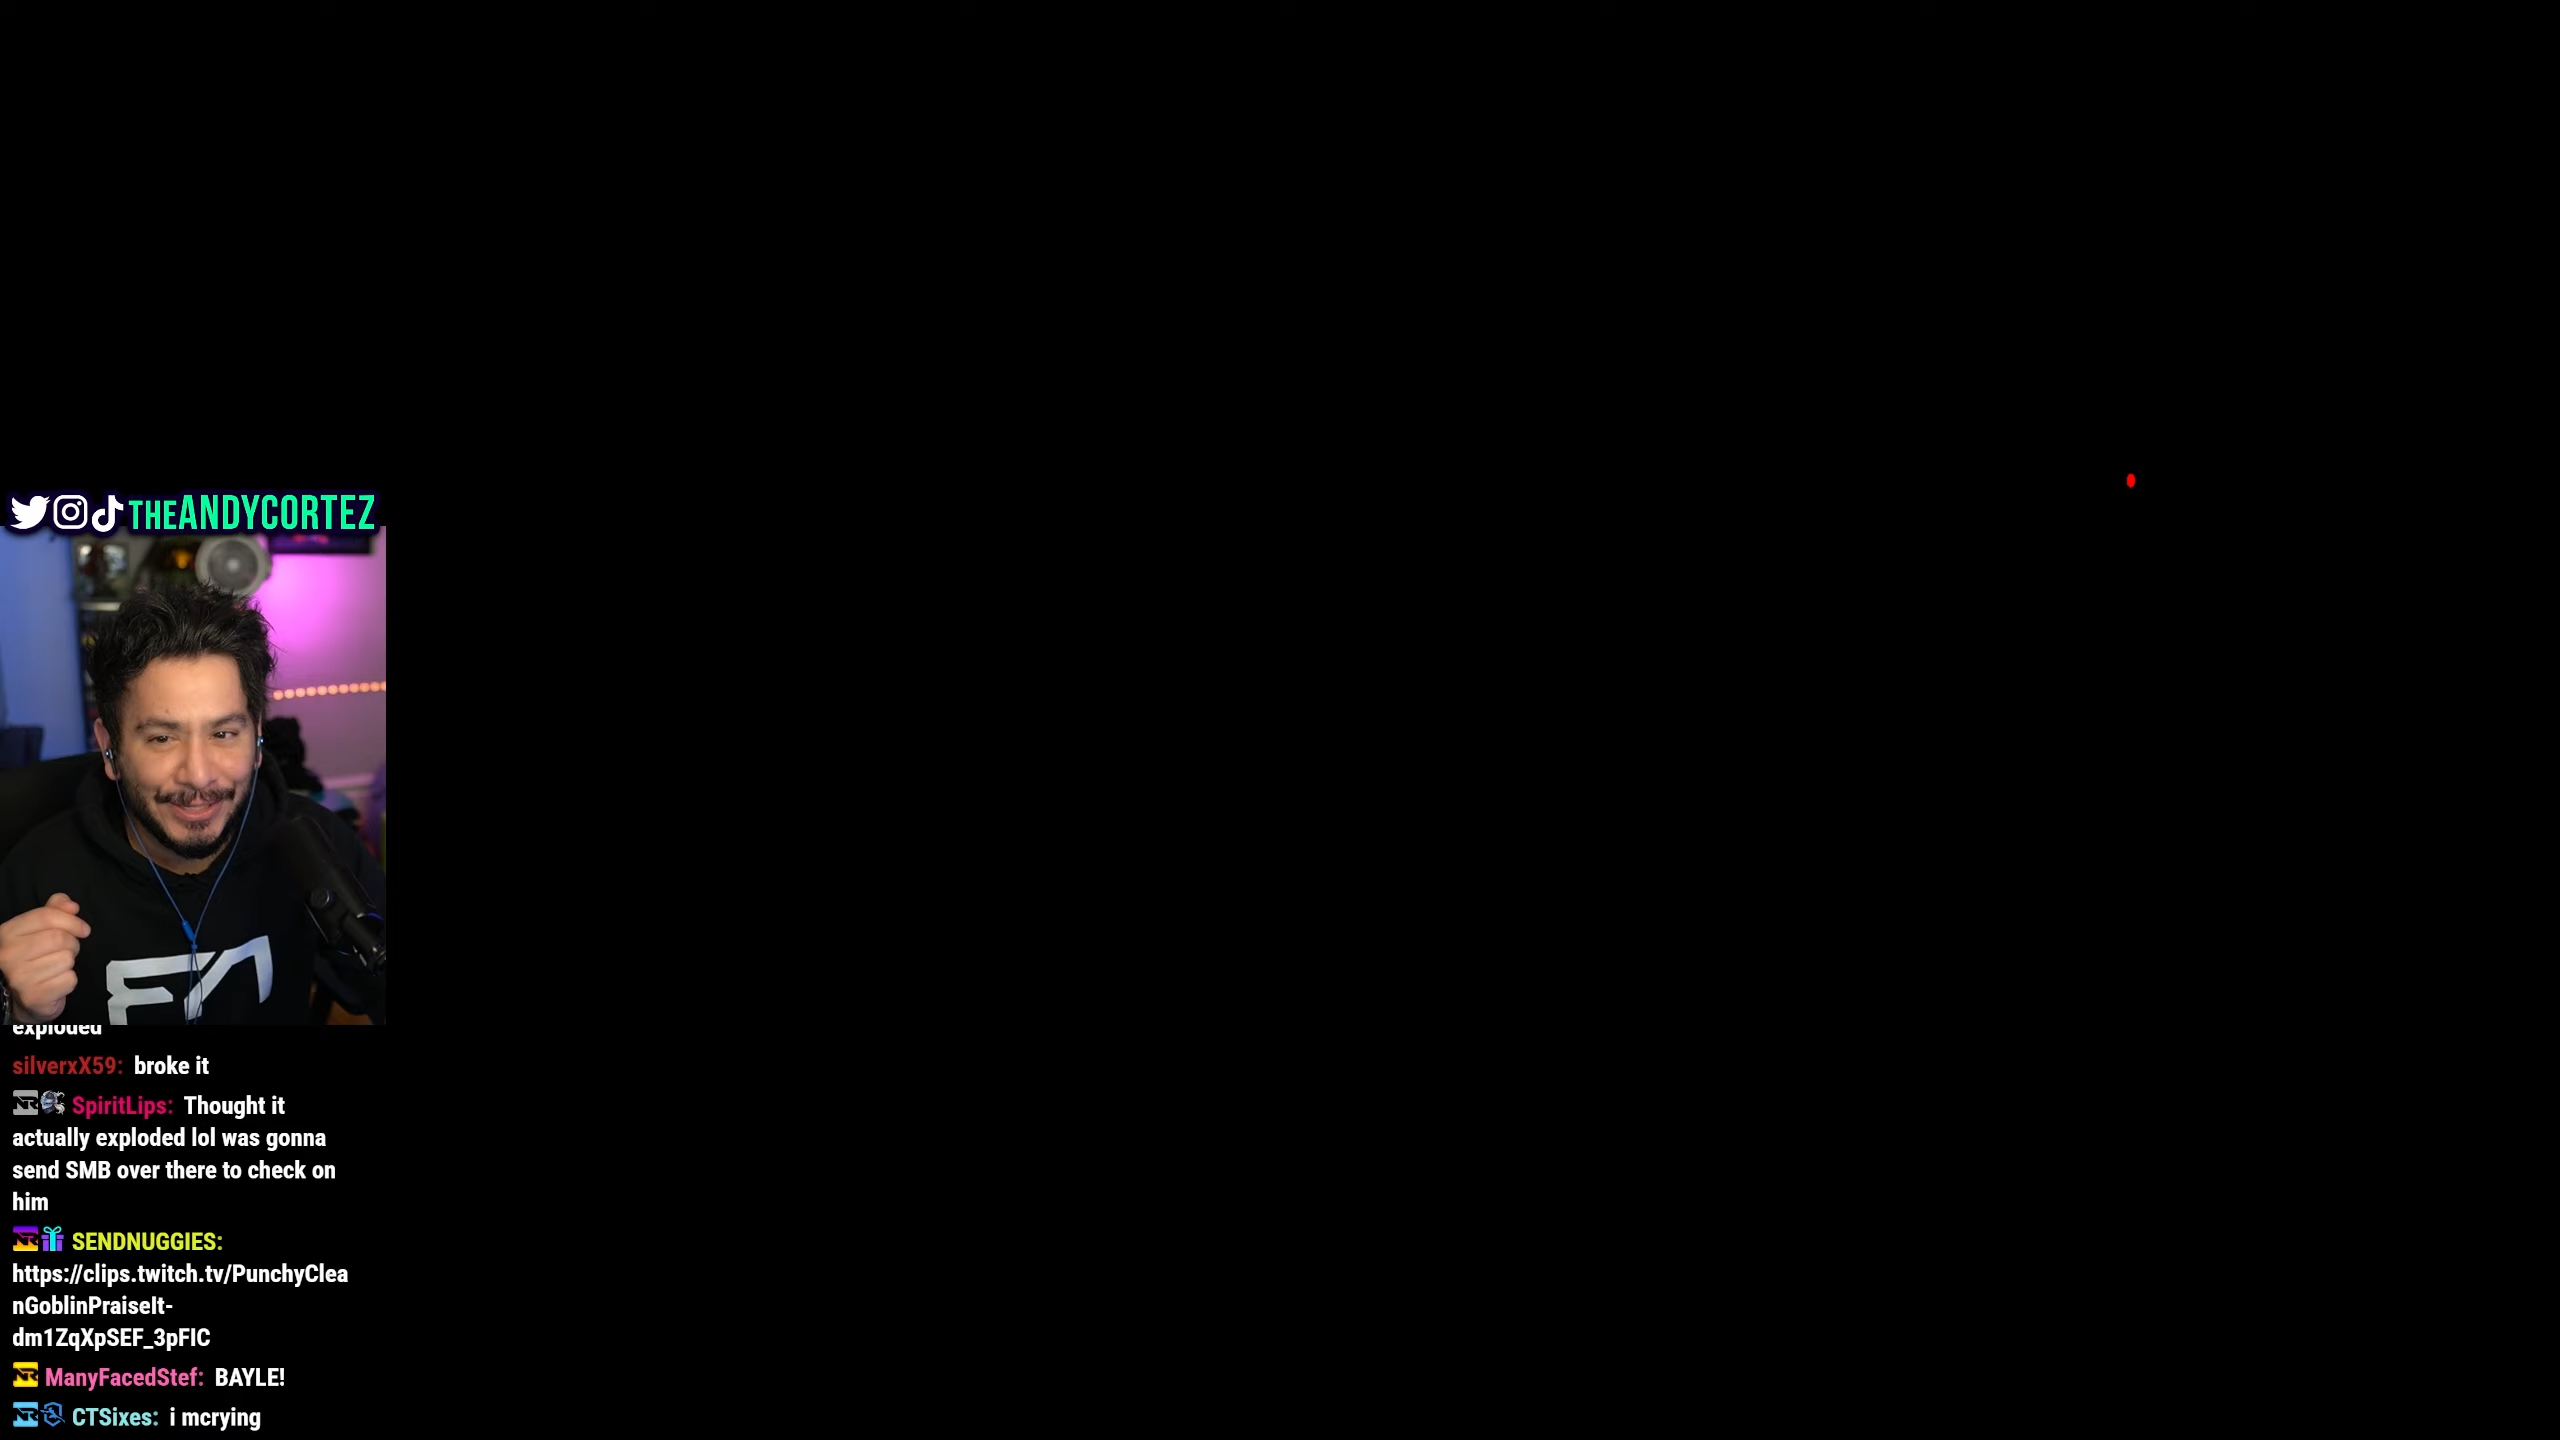 THEANDYCORTEZ
exploded
silverxX59: broke it
SpiritLips: Thought it
actually exploded lol was gonna
send SMB over there to check on
him
SENDNUGGIES:
https://clips.twitch.tv/PunchyClea
nGoblinPraiseIt-
dm1ZqXpSEF_3pFIC
ManyFacedStef: BAYLE!
CTSixes: i mcrying